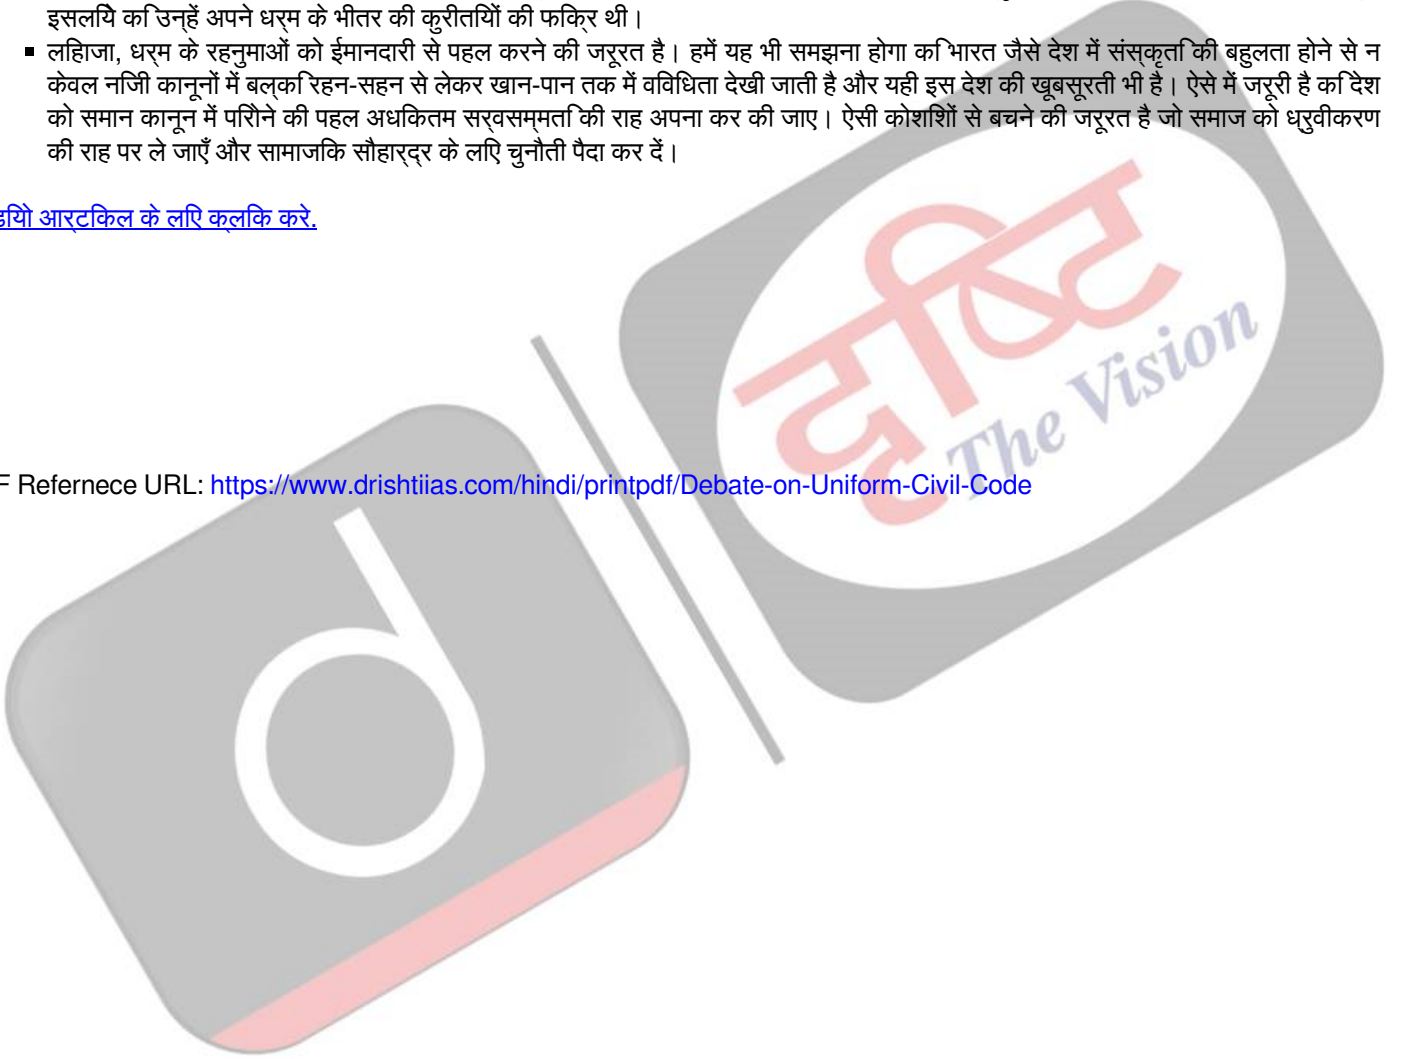 इसलिये कि उन्हें अपने धर्म के भीतर की कुरीतियों की फिक्र थी।
▪ लिहाजा, धर्म के रहनुमाओं को ईमानदारी से पहल करने की जरूरत है। हमें यह भी समझना होगा कि भारत जैसे देश में संस्कृति की बहुलता होने से न
केवल निजी कानूनों में बल्कि रहन-सहन से लेकर खान-पान तक में विविधिता देखी जाती है और यही इस देश की खूबसूरती भी है। ऐसे में जरूरी है कि देश
को समान कानून में पिरोने की पहल अधिकतम सर्वसम्मति की राह अपना कर की जाए। ऐसी कोशिशों से बचने की जरूरत है जो समाज को ध्रुवीकरण
की राह पर ले जाएँ और सामाजिक सौहार्द्र के लिए चुनौती पैदा कर दें।
डियो आर्टिकल के लिए क्लिक करे.
दृष्टि
The Vision
F Refernece URL: https://www.drishtiias.com/hindi/printpdf/Debate-on-Uniform-Civil-Code